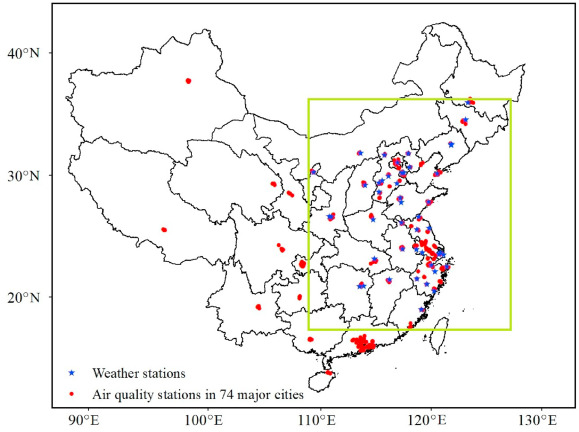 40°N
30°N
20°N
Weather stations
Air quality stations in 74 major cities
90°E 100°E 110°E 120°E 130°E